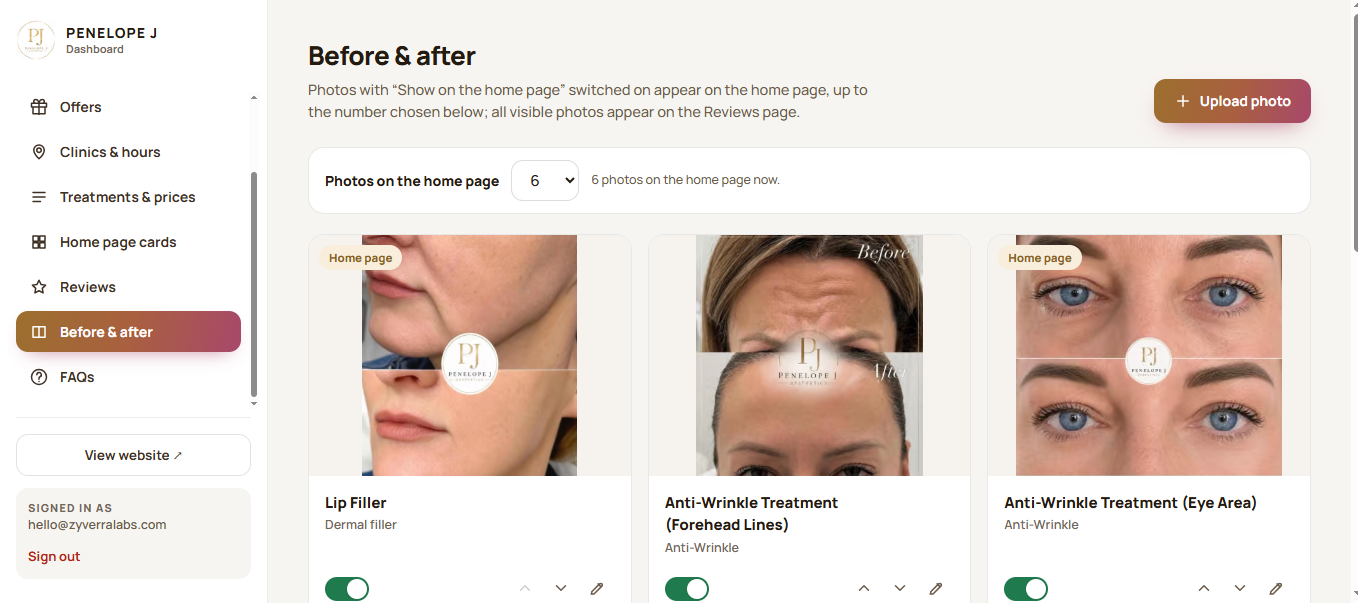 PJ
PENELOPE J
Dashboard
Offers
Clinics & hours
Treatments & prices
Home page cards
Reviews
Before & after
FAQs
View website ↗
SIGNED IN AS
hello@zyverralabs.com
Sign out
Before & after
Photos with “Show on the home page” switched on appear on the home page, up to
the number chosen below; all visible photos appear on the Reviews page.
+ Upload photo
Photos on the home page
6
6 photos on the home page now.
Home page
PJ
PENELOPE J
Lip Filler
Dermal filler
Before
PJ
PENELOPE J
AESTHETICS
After
Anti-Wrinkle Treatment
(Forehead Lines)
Anti-Wrinkle
Home page
PJ
PENELOPE J
Anti-Wrinkle Treatment (Eye Area)
Anti-Wrinkle